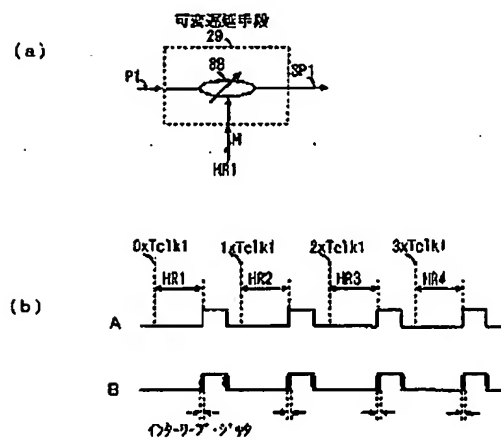 (a)
可変遅延手段
29
88
P1
SP1
M
HR1
0xTclk1 1xTclk1 2xTclk1 3xTclk1
HR1 HR2 HR3 HR4
(b)
A
B
インターリーブ・ジッタ